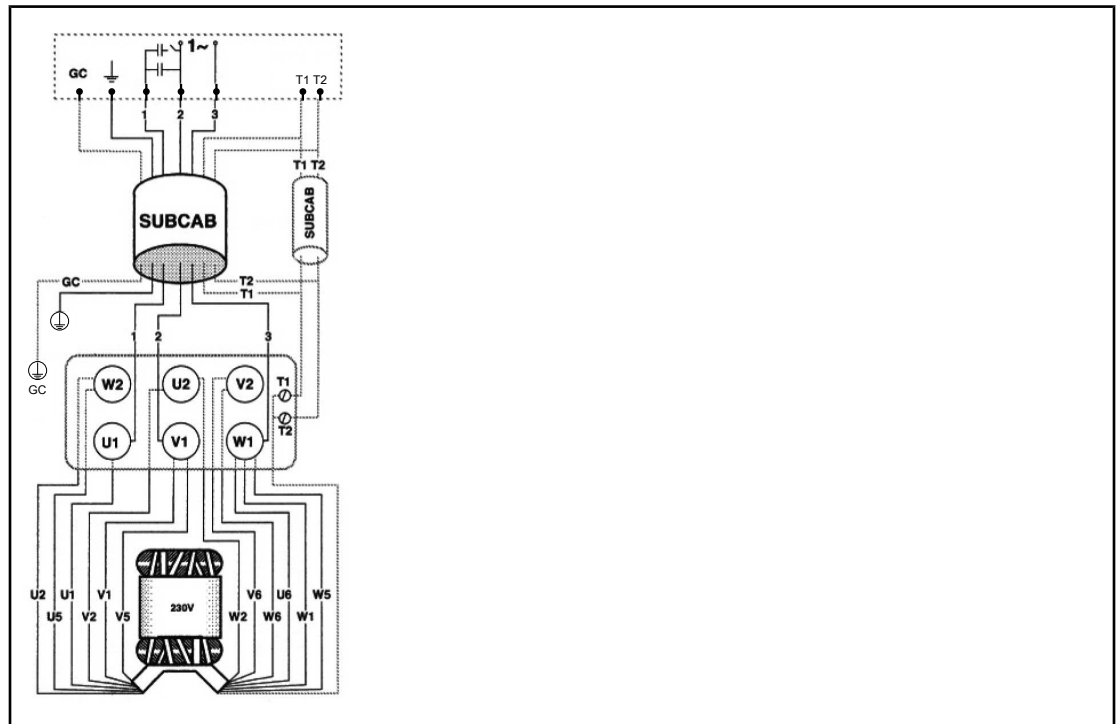 1~
GC T1 T2
1 2 3
T1 T2
SUBCAB
SUBCAB
GC T2
T1
1 2 3
GC
W2 U2 V2 T1
U1 V1 W1 T2
230V
U2 U1 V1 V6 U6 W5
U5 V2 V5 W2 W6 W1